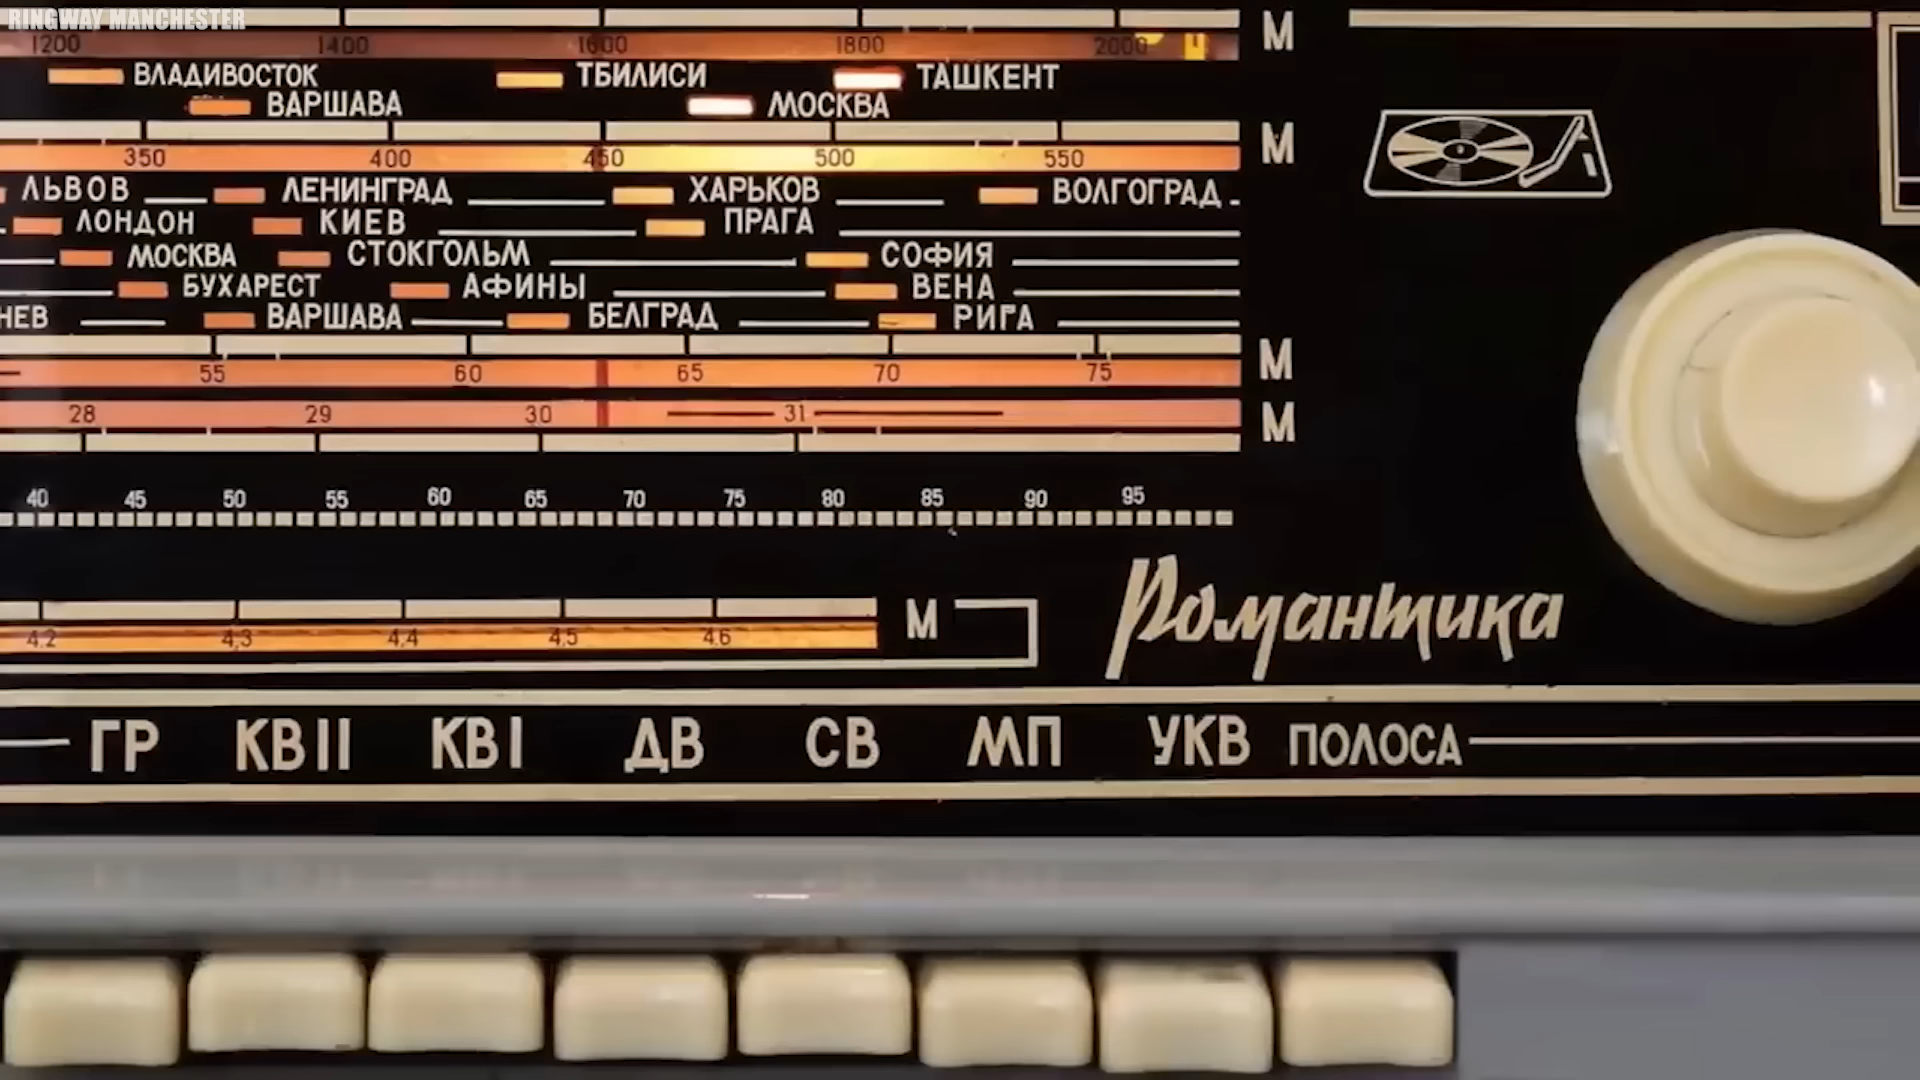 RINGWAY MANCHESTER
1200 1400 1600 1800 2000 М
ВЛАДИВОСТОК ТБИЛИСИ ТАШКЕНТ
ВАРШАВА МОСКВА
350 400 450 500 550 М
ЛЬВОВ ЛЕНИНГРАД ХАРЬКОВ ВОЛГОГРАД
ЛОНДОН КИЕВ ПРАГА
МОСКВА СТОКГОЛЬМ СОФИЯ
БУХАРЕСТ АФИНЫ ВЕНА
НЕВ ВАРШАВА БЕЛГРАД РИГА
55 60 65 70 75 М
28 29 30 31 М
40 45 50 55 60 65 70 75 80 85 90 95
4,2 4,3 4,4 4,5 4,6 М
Романтика
ГР КВII КВI ДВ СВ МП УКВ ПОЛОСА